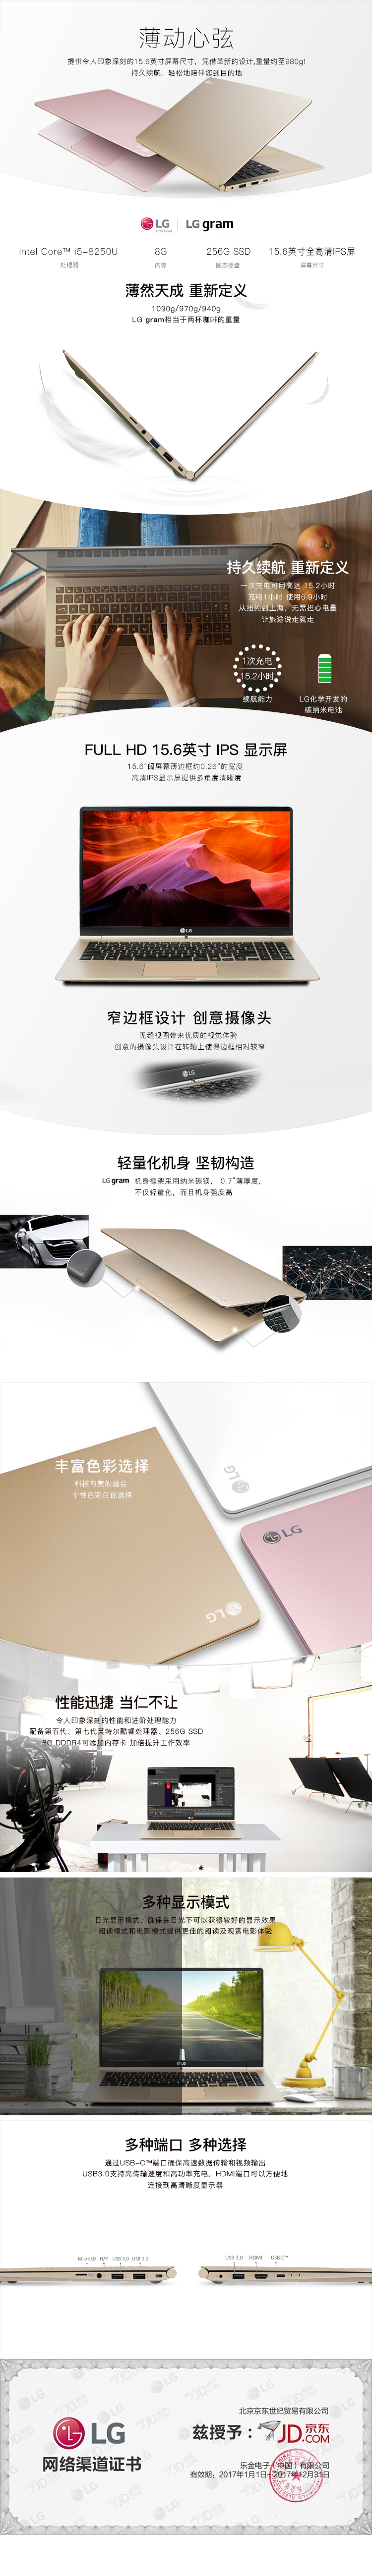 薄动心弦
提供令人印象深刻的15.6英寸屏幕尺寸，凭借革新的设计,重量约至980g!
持久续航，轻松地陪伴您到目的地
LG | LG gram
Intel Core™ i5-8250U 8G 256G SSD 15.6英寸全高清IPS屏
处理器 内存 固态硬盘 屏幕尺寸
薄然天成 重新定义
1090g/970g/940g
LG gram相当于两杯咖啡的重量
持久续航 重新定义
一次充电可用高达 15.2小时
充电1小时 使用6.9小时
从纽约到上海，无需担心电量
让旅途说走就走
1次充电
15.2小时
续航能力
LG化学开发的
碳纳米电池
FULL HD 15.6英寸 IPS 显示屏
15.6"阔屏幕薄边框约0.26"的宽度
高清IPS显示屏提供多角度清晰度
LG
窄边框设计 创意摄像头
无缝视图带来优质的视觉体验
创意的摄像头设计在转轴上使得边框相对较窄
LG
轻量化机身 坚韧构造
LG gram 机身框架采用纳米碳镁， 0.7"薄厚度,
不仅轻量化，而且机身强度高
丰富色彩选择
科技与美的融合
个性色彩任你选择
LG
LG
LG
性能迅捷 当仁不让
令人印象深刻的性能和进阶处理能力
配备第五代、第七代英特尔酷睿处理器、256G SSD
8G DDDR4可添加内存卡 加倍提升工作效率
多种显示模式
日光显示模式，确保在日光下可以获得较好的显示效果
阅读模式和电影模式提供更佳的阅读及观赏电影体验
LG
多种端口 多种选择
通过USB-C™端口确保高速数据传输和视频输出
USB3.0支持高传输速度和高功率充电，HDMI端口可以方便地
连接到高清晰度显示器
MicroSD H/P USB 3.0 USB 2.0
USB 3.0 HDMI USB-C™
LG
网络渠道证书
北京京东世纪贸易有限公司
兹授予： JD.COM 京东
乐金电子（中国）有限公司
有效期：2017年1月1日-2017年12月31日